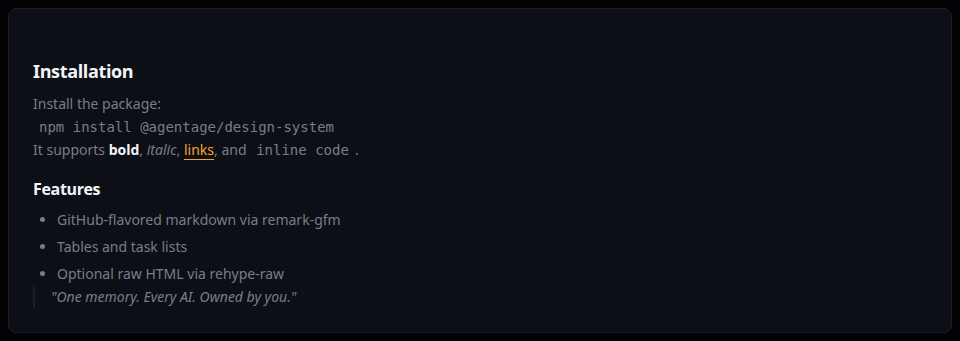 Installation
Install the package:
npm install @agentage/design-system
It supports bold, italic, links, and inline code.
Features
• GitHub-flavored markdown via remark-gfm
• Tables and task lists
• Optional raw HTML via rehype-raw
"One memory. Every AI. Owned by you."